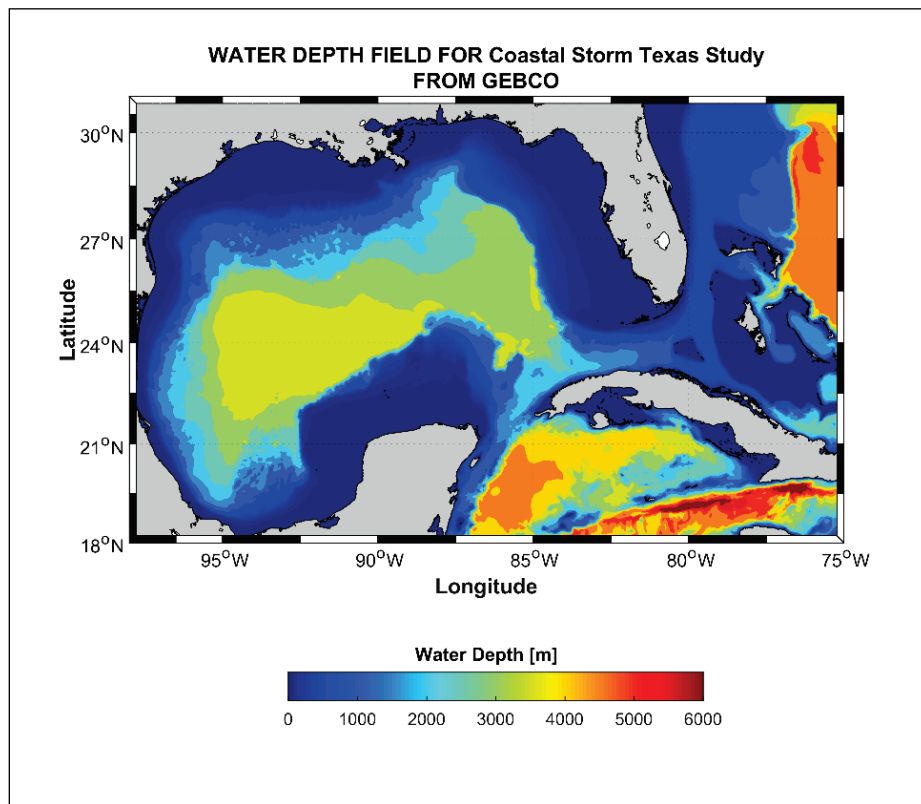 WATER DEPTH FIELD FOR Coastal Storm Texas Study
FROM GEBCO
30°N
27°N
24°N
21°N
18°N
Latitude
95°W
90°W
85°W
80°W
75°W
Longitude
Water Depth [m]
0
1000
2000
3000
4000
5000
6000